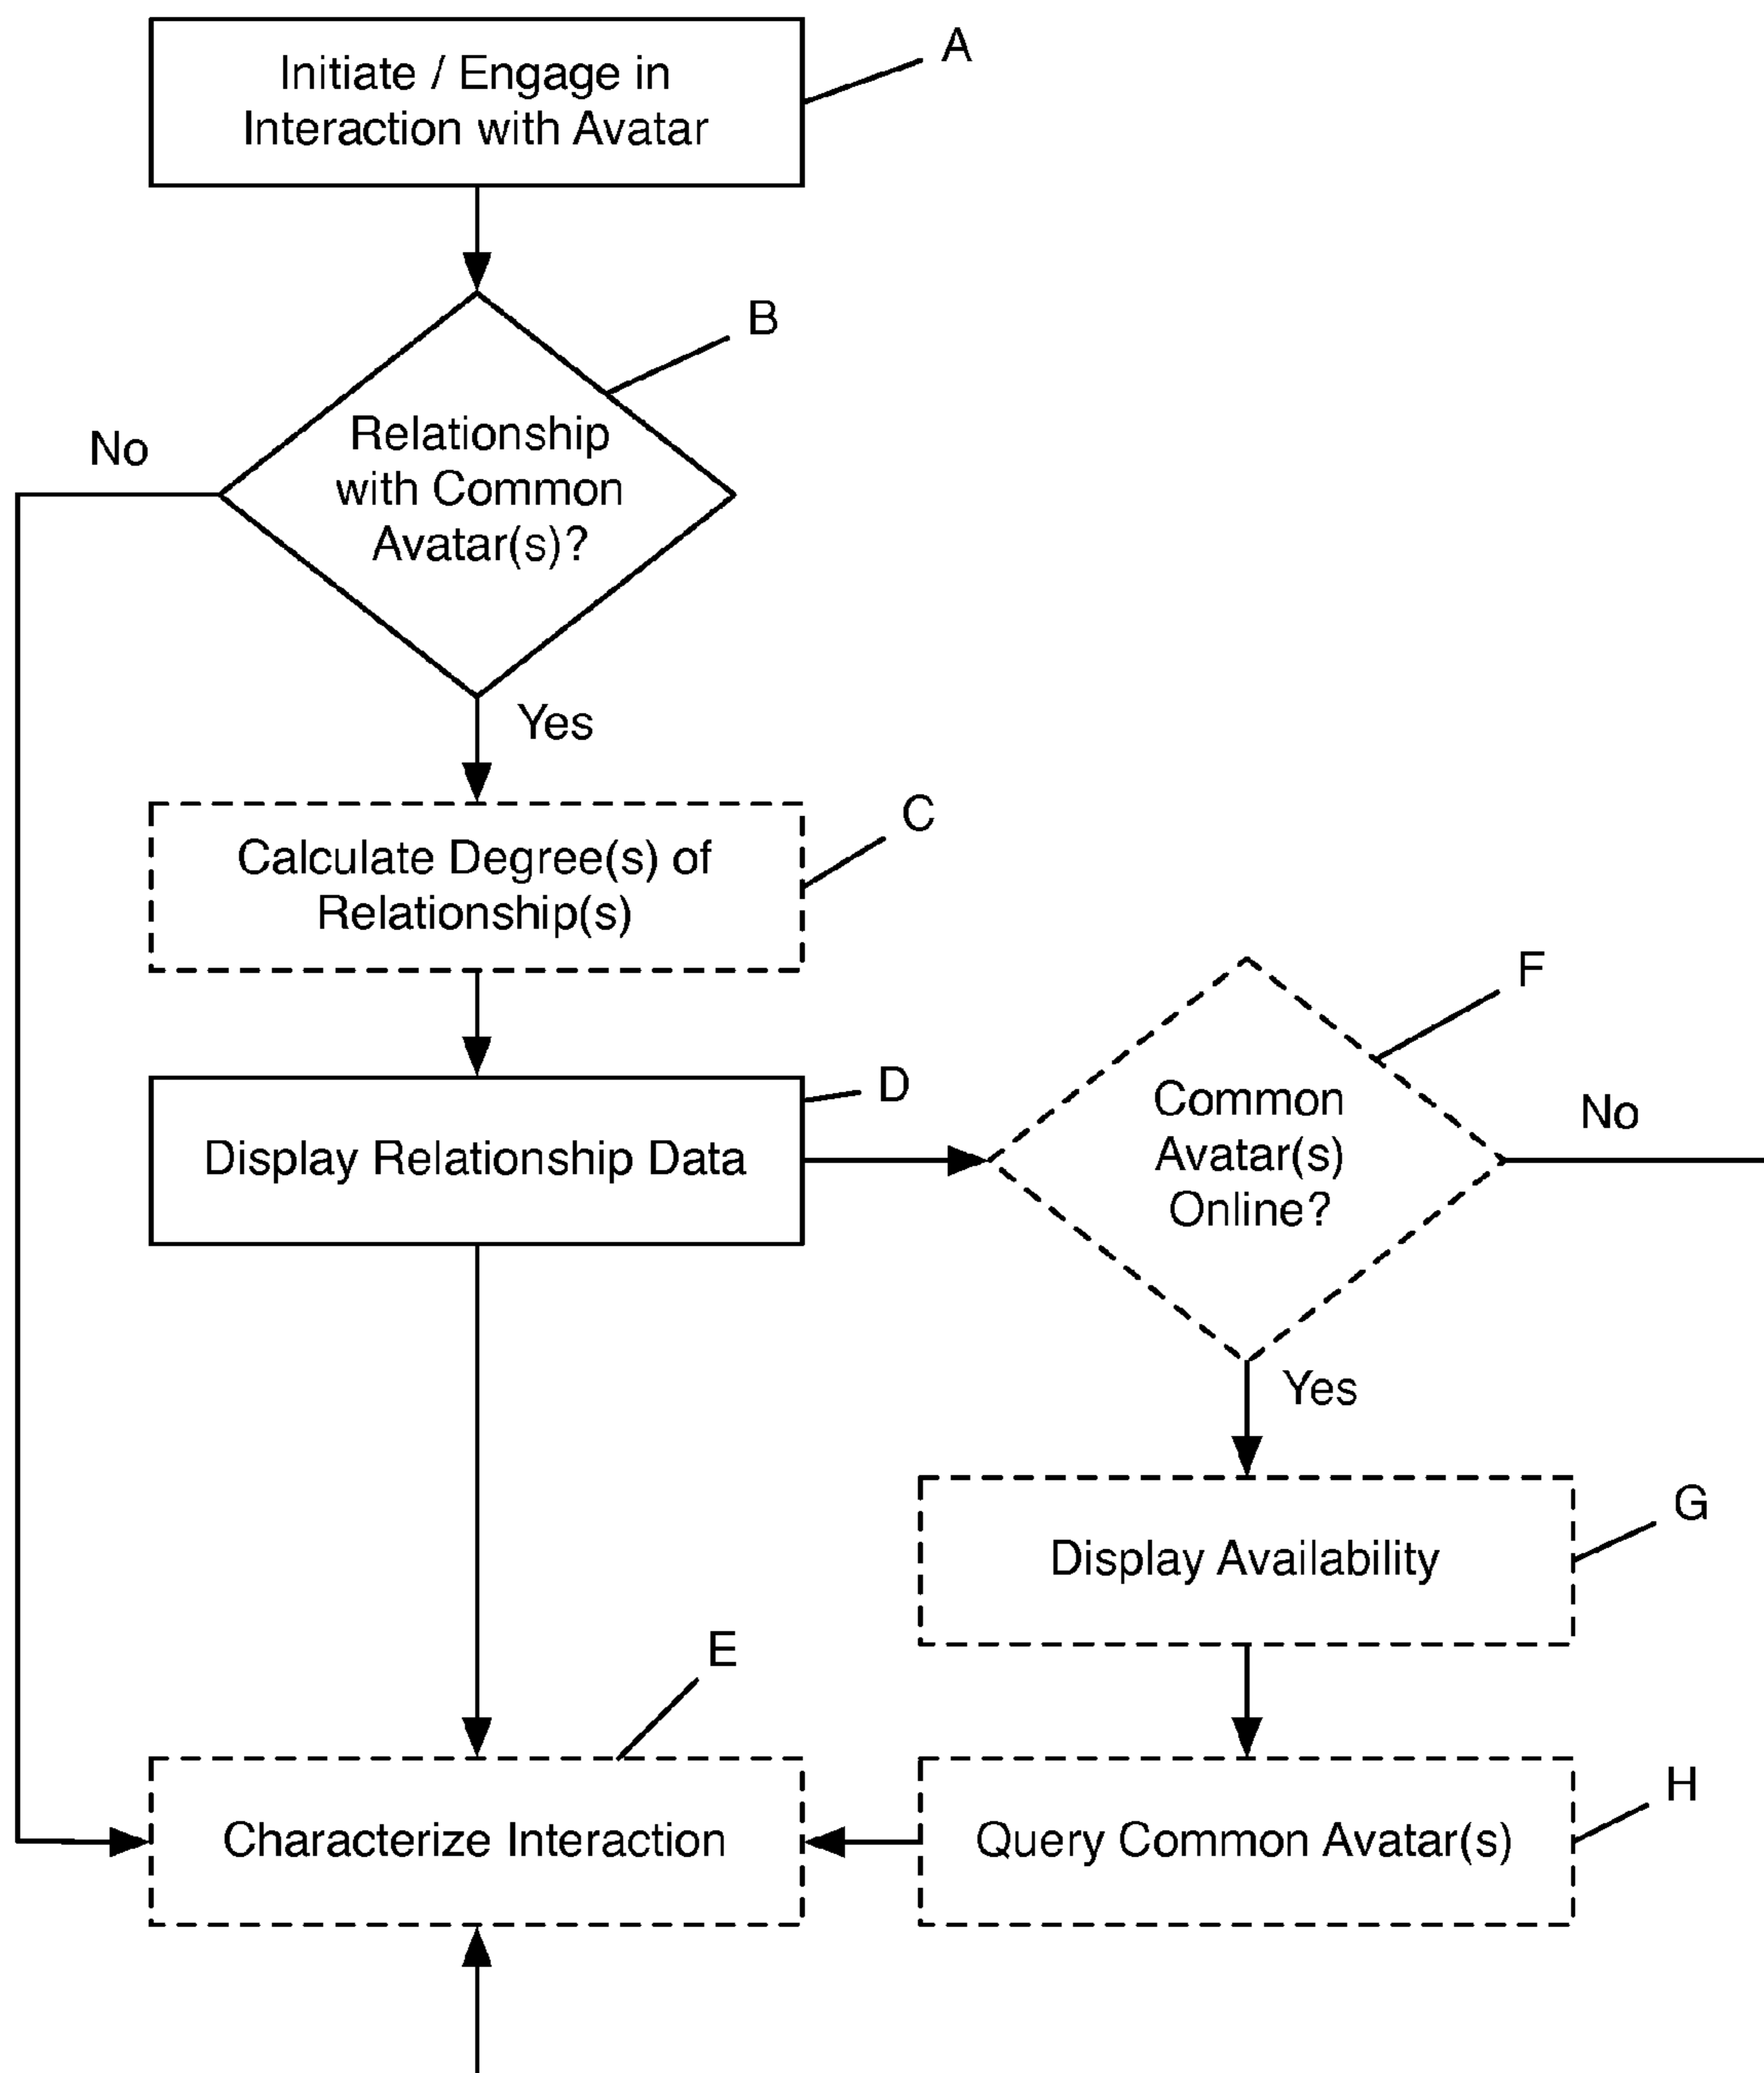 Initiate / Engage in
Interaction with Avatar
A
B
Relationship
with Common
Avatar(s)?
No
Yes
C
Calculate Degree(s) of
Relationship(s)
D
Display Relationship Data
F
Common
Avatar(s)
Online?
No
Yes
G
Display Availability
E
Characterize Interaction
H
Query Common Avatar(s)